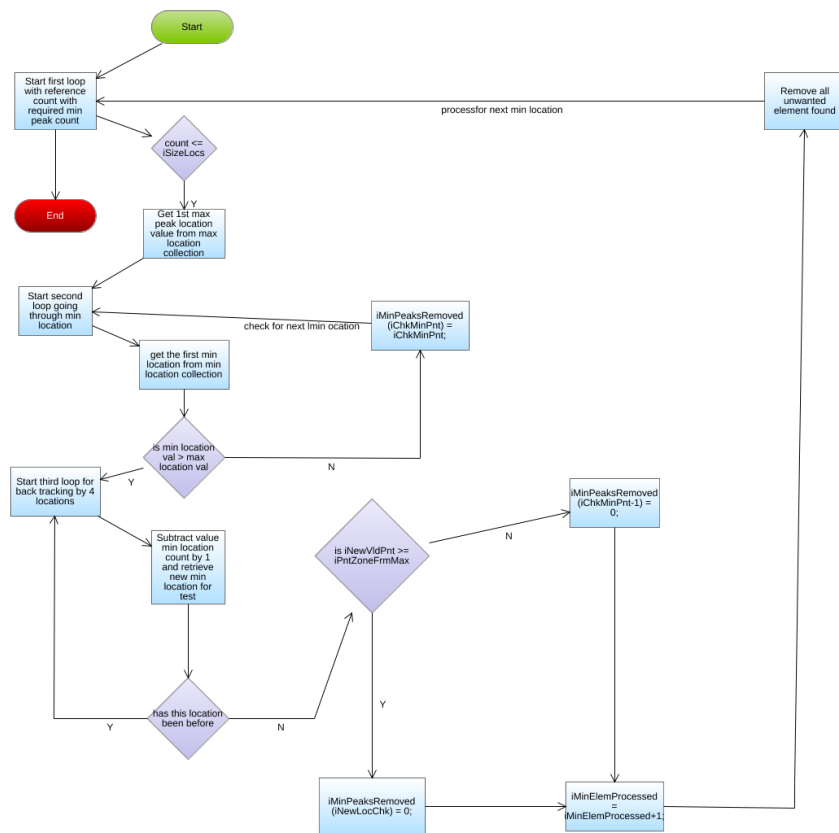 Start
Start first loop
with reference
count with
required min
peak count
processfor next min location
Remove all
unwanted
element found
count <=
iSizeLocs
Y
End
Get 1st max
peak location
value from max
location
collection
Start second
loop going
through min
location
check for next lmin ocation
iMinPeaksRemoved
(iChkMinPnt) =
iChkMinPnt;
get the first min
location from min
location collection
is min location
val > max
location val
N
Y
Start third loop for
back tracking by 4
locations
Subtract value
min location
count by 1
and retrieve
new min
location for
test
is iNewVldPnt >=
iPntZoneFrmMax
N
iMinPeaksRemoved
(iChkMinPnt-1) =
0;
has this location
been before
Y
N
Y
iMinPeaksRemoved
(iNewLocChk) = 0;
iMinElemProcessed
=
iMinElemProcessed+1;